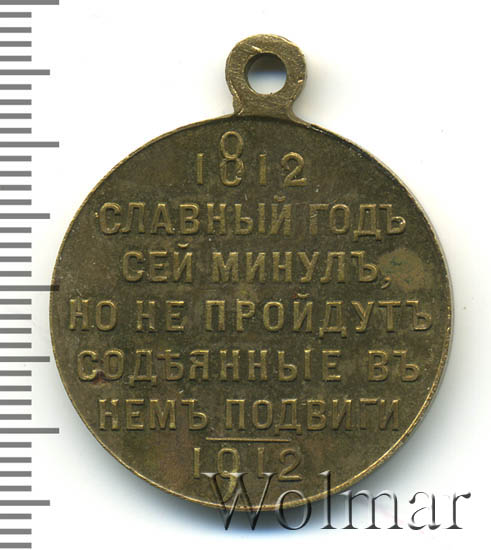 1812
СЛАВНЫЙ ГОДЪ
СЕЙ МИНУЛЪ,
НО НЕ ПРОЙДУТЪ
СОДѢЯННЫЕ ВЪ
НЕМЪ ПОДВИГИ
1912
Wolmar